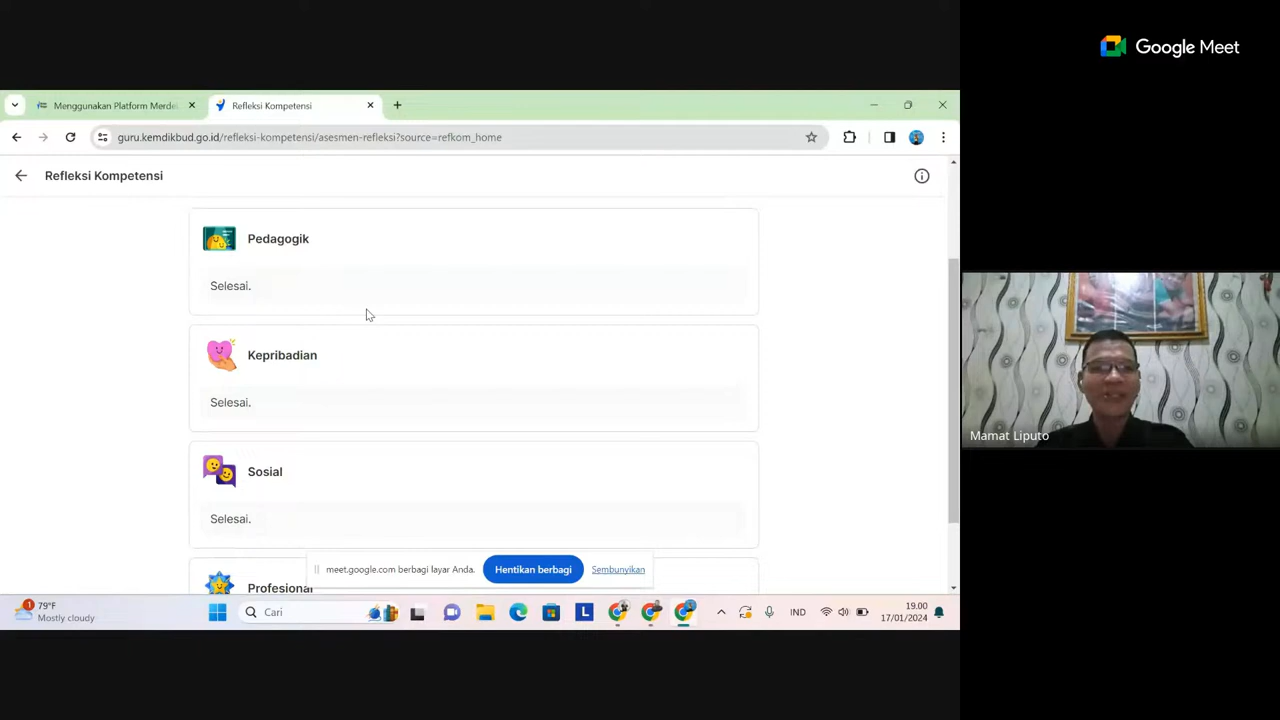 Google Meet
Menggunakan Platform Merde
Refleksi Kompetensi
guru.kemdikbud.go.id/refleksi-kompetensi/asesmen-refleksi?source=refkom_home
Refleksi Kompetensi
Pedagogik
Selesai.
Kepribadian
Selesai.
Sosial
Selesai.
Profesional
meet.google.com berbagi layar Anda.
Hentikan berbagi
Sembunyikan
Mamat Liputo
1
79°F
Mostly cloudy
Cari
L
IND
19.00
17/01/2024